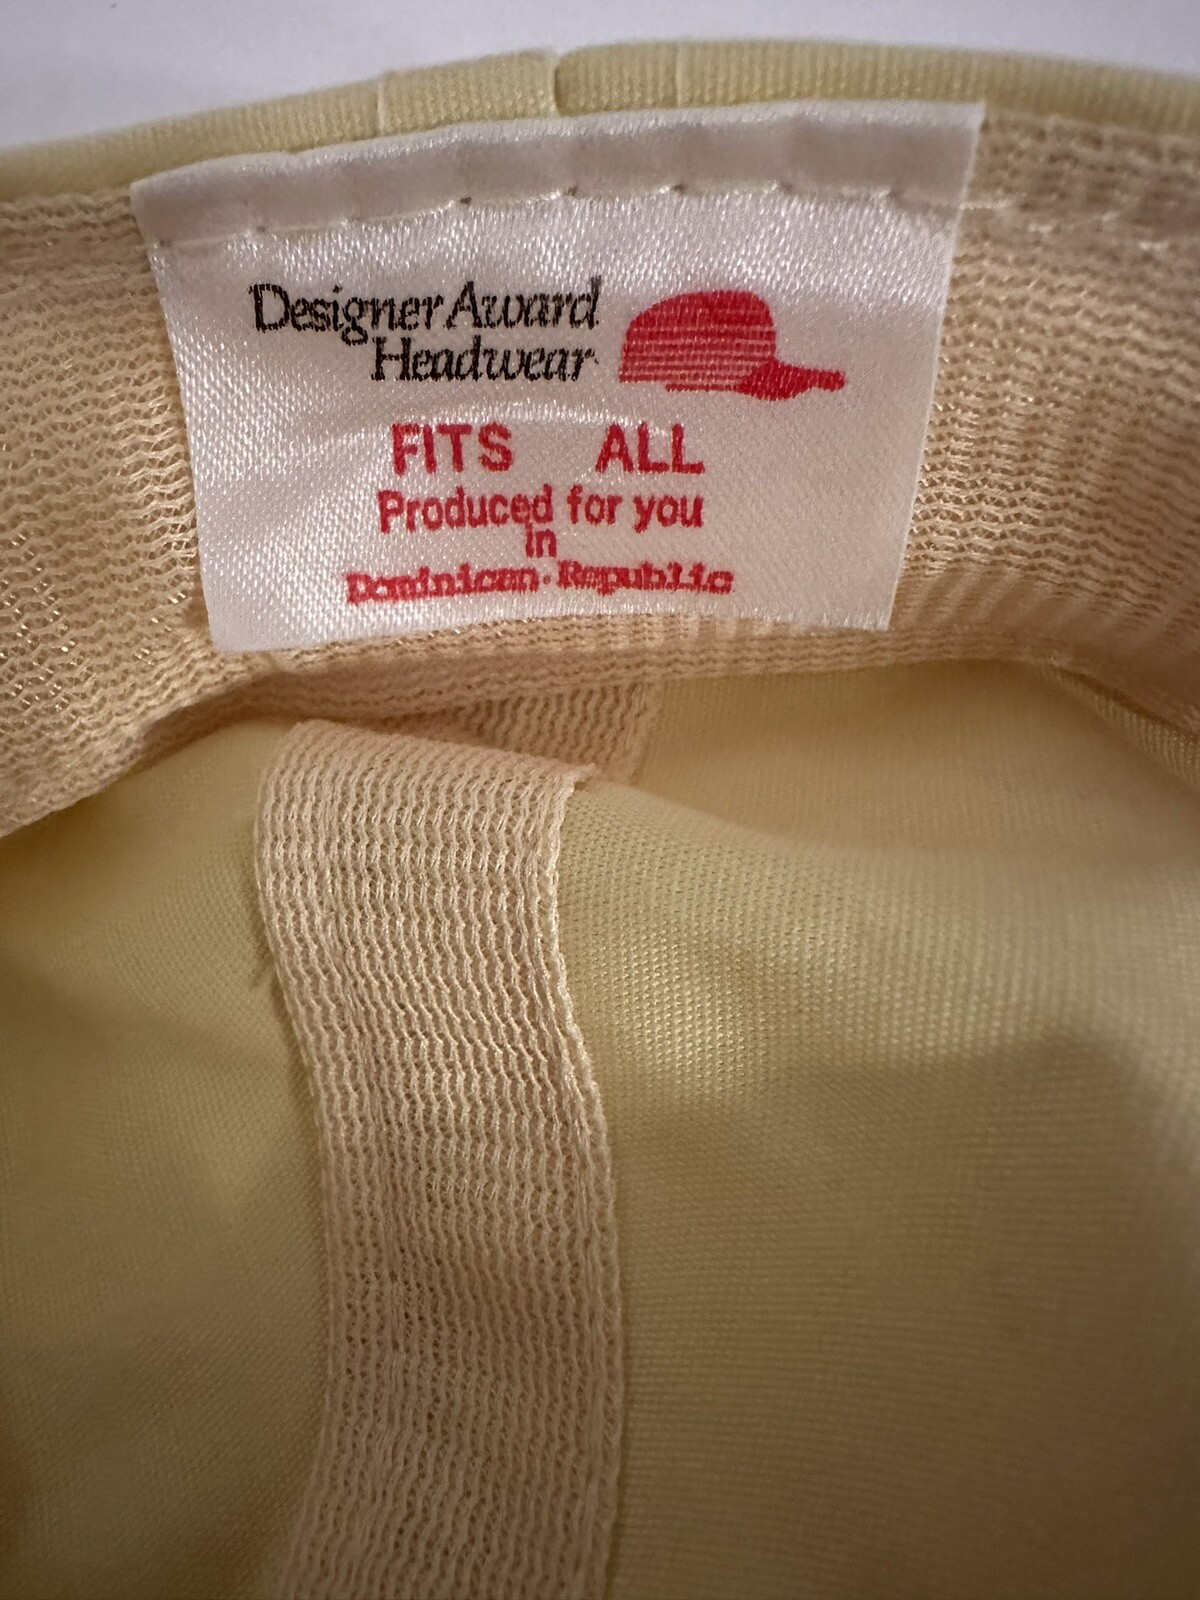 Designer Award
Headwear
FITS ALL
Produced for you
in
Dominican Republic